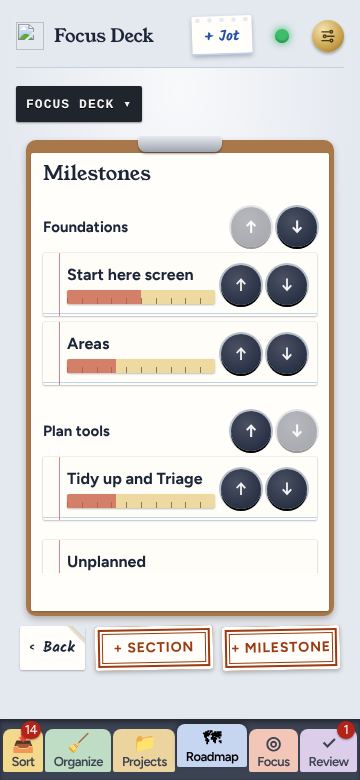 Focus Deck
+ Jot
FOCUS DECK ▾
Milestones
Foundations
↑ ↓
Start here screen
↑ ↓
Areas
↑ ↓
Plan tools
↑ ↓
Tidy up and Triage
↑ ↓
Unplanned
‹ Back
+ SECTION
+ MILESTONE
14
1
Sort
Organize
Projects
Roadmap
Focus
Review